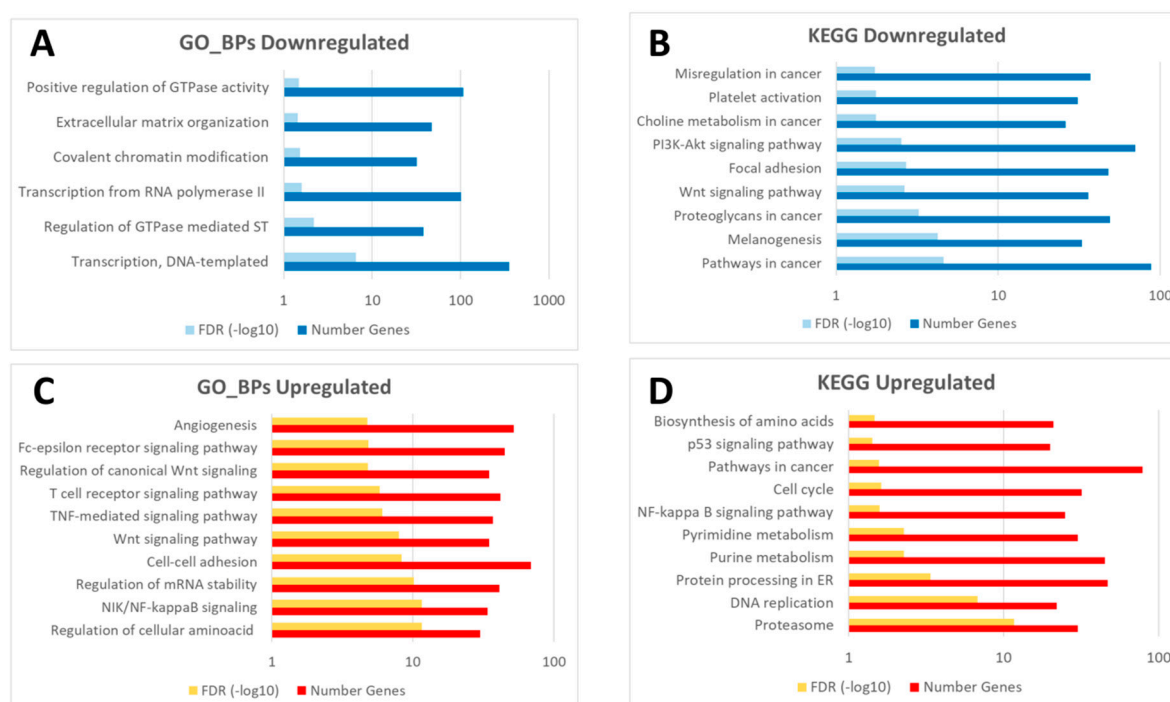 A
GO_BPs Downregulated
Positive regulation of GTPase activity
Extracellular matrix organization
Covalent chromatin modification
Transcription from RNA polymerase II
Regulation of GTPase mediated ST
Transcription, DNA-templated
1 10 100 1000
FDR (-log10) Number Genes
B
KEGG Downregulated
Misregulation in cancer
Platelet activation
Choline metabolism in cancer
PI3K-Akt signaling pathway
Focal adhesion
Wnt signaling pathway
Proteoglycans in cancer
Melanogenesis
Pathways in cancer
1 10 100
FDR (-log10) Number Genes
C
GO_BPs Upregulated
Angiogenesis
Fc-epsilon receptor signaling pathway
Regulation of canonical Wnt signaling
T cell receptor signaling pathway
TNF-mediated signaling pathway
Wnt signaling pathway
Cell-cell adhesion
Regulation of mRNA stability
NIK/NF-kappaB signaling
Regulation of cellular aminoacid
1 10 100
FDR (-log10) Number Genes
D
KEGG Upregulated
Biosynthesis of amino acids
p53 signaling pathway
Pathways in cancer
Cell cycle
NF-kappa B signaling pathway
Pyrimidine metabolism
Purine metabolism
Protein processing in ER
DNA replication
Proteasome
1 10 100
FDR (-log10) Number Genes